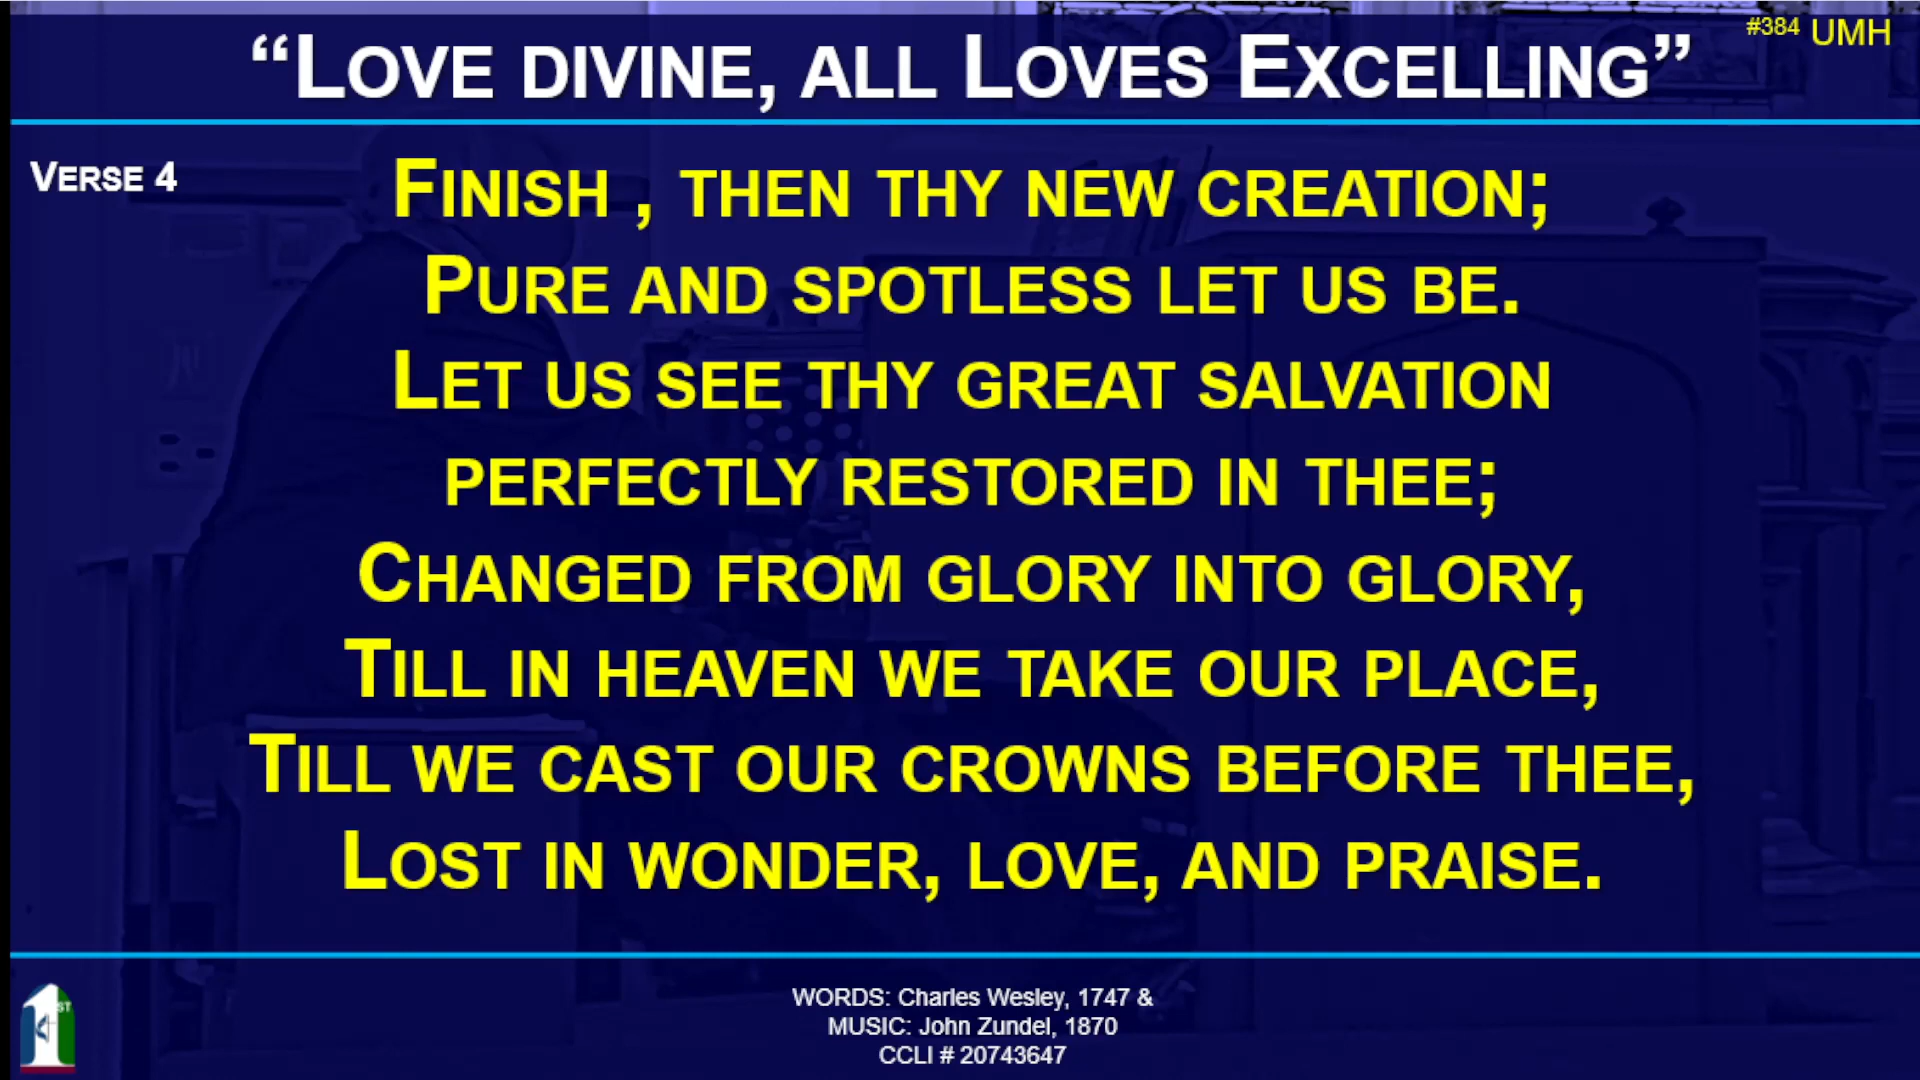 #384 UMH
“LOVE DIVINE, ALL LOVES EXCELLING”
VERSE 4
FINISH , THEN THY NEW CREATION;
PURE AND SPOTLESS LET US BE.
LET US SEE THY GREAT SALVATION
PERFECTLY RESTORED IN THEE;
CHANGED FROM GLORY INTO GLORY,
TILL IN HEAVEN WE TAKE OUR PLACE,
TILL WE CAST OUR CROWNS BEFORE THEE,
LOST IN WONDER, LOVE, AND PRAISE.
1ST
WORDS: Charles Wesley, 1747 &
MUSIC: John Zundel, 1870
CCLI # 20743647